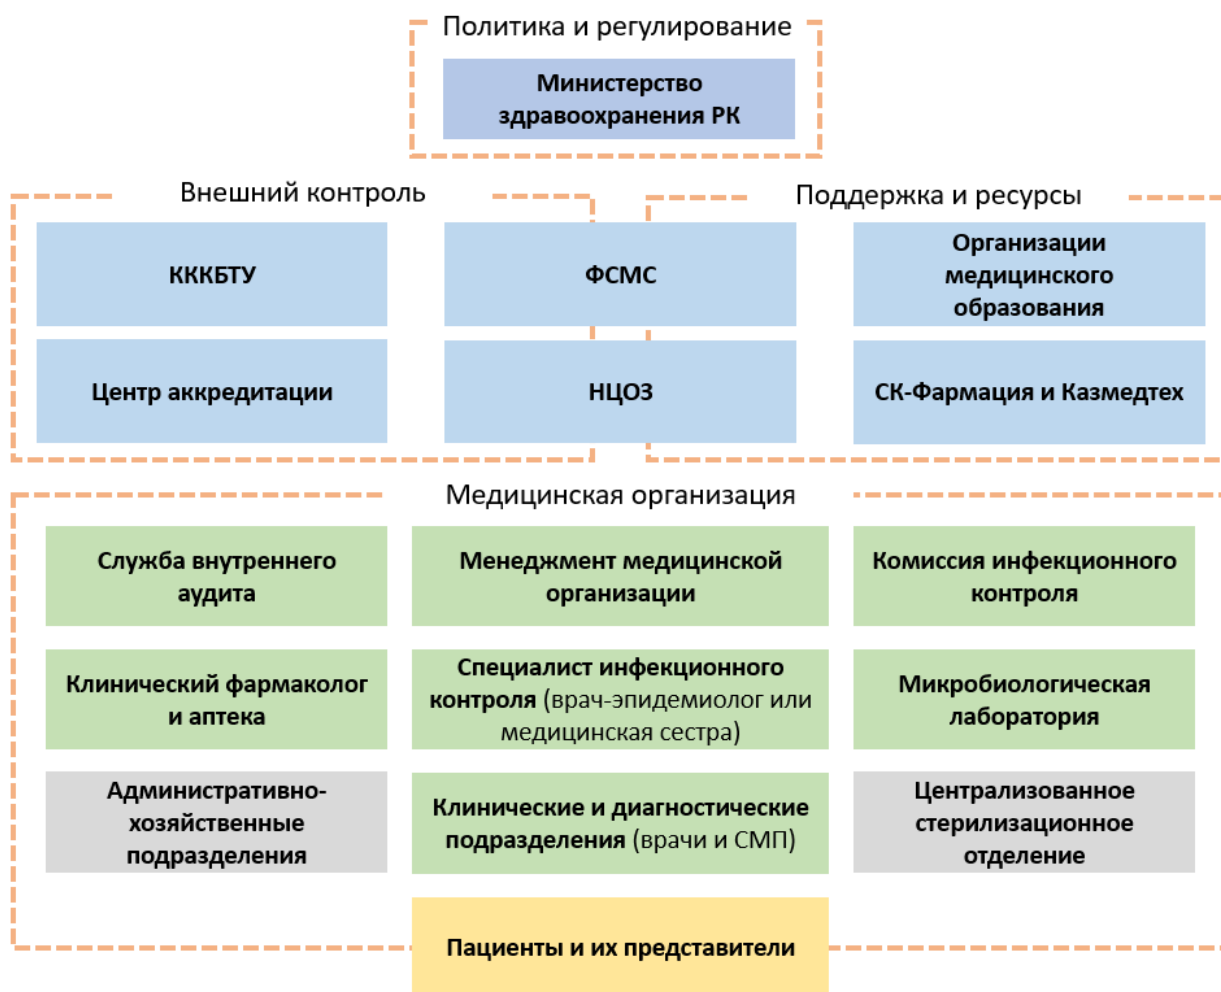 Политика и регулирование
Министерство
здравоохранения РК
Внешний контроль
Поддержка и ресурсы
КККБТУ
ФСМС
Организации
медицинского
образования
Центр аккредитации
НЦОЗ
СК-Фармация и Казмедтех
Медицинская организация
Служба внутреннего
аудита
Менеджмент медицинской
организации
Комиссия инфекционного
контроля
Клинический фармаколог
и аптека
Специалист инфекционного
контроля (врач-эпидемиолог или
медицинская сестра)
Микробиологическая
лаборатория
Административно-
хозяйственные
подразделения
Клинические и диагностические
подразделения (врачи и СМП)
Централизованное
стерилизационное
отделение
Пациенты и их представители